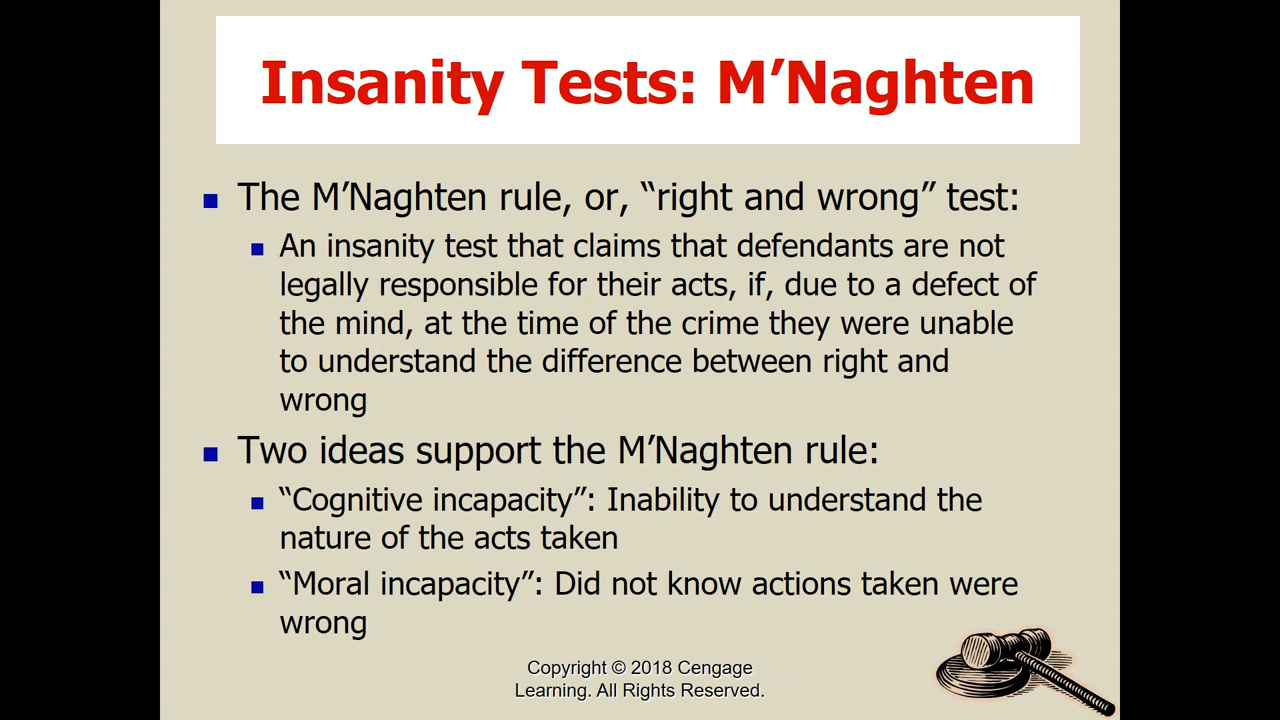 Insanity Tests: M’Naghten
The M’Naghten rule, or, “right and wrong” test:
An insanity test that claims that defendants are not
legally responsible for their acts, if, due to a defect of
the mind, at the time of the crime they were unable
to understand the difference between right and
wrong
Two ideas support the M’Naghten rule:
“Cognitive incapacity”: Inability to understand the
nature of the acts taken
“Moral incapacity”: Did not know actions taken were
wrong
Copyright © 2018 Cengage
Learning. All Rights Reserved.